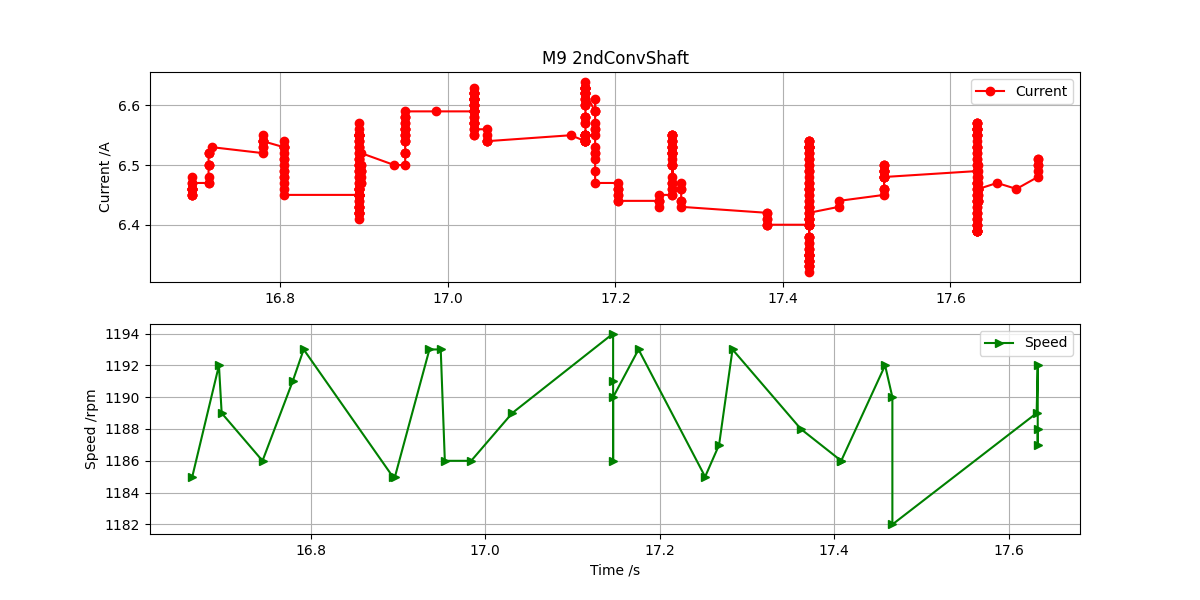 M9 2ndConvShaft
Current /A
6.6
6.5
6.4
Current
16.8 17.0 17.2 17.4 17.6
Speed /rpm
1194
1192
1190
1188
1186
1184
1182
Speed
16.8 17.0 17.2 17.4 17.6
Time /s